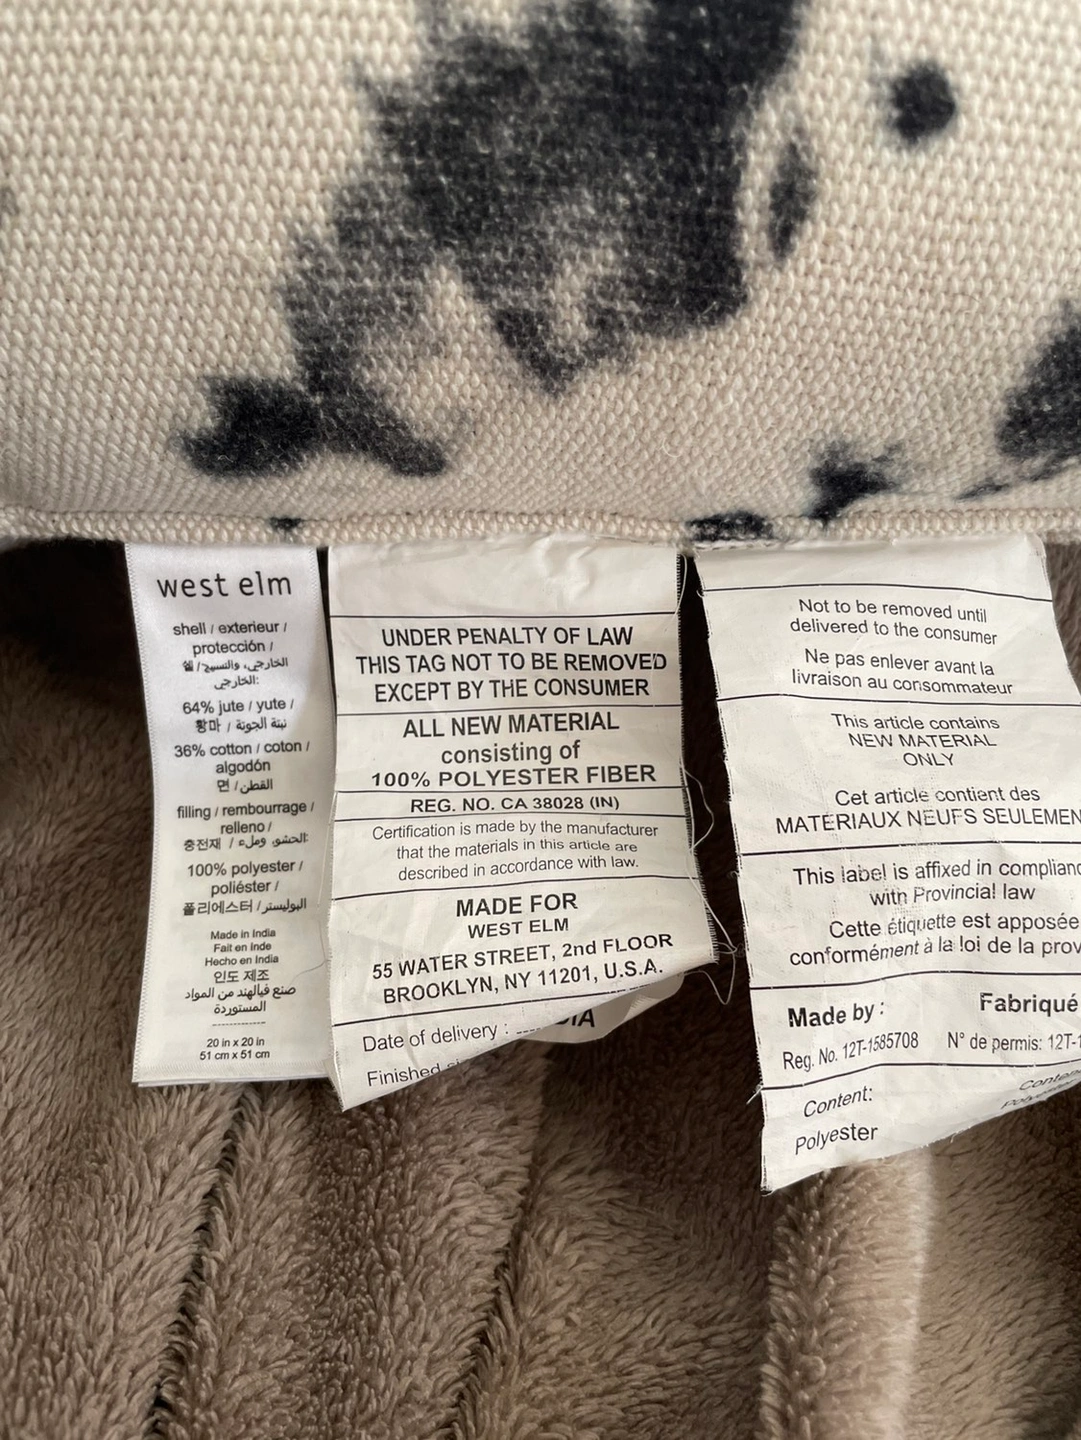 west elm
shell / exterieur /
protección /
الخارجي، والنسيج / 쉘
الخارجي:
64% jute / yute /
황마 / نبتة الجوتة
36% cotton / coton /
algodón
면 / القطن
filling / rembourrage /
relleno /
충전재 / الحشو، وملء:
100% polyester /
poliéster /
폴리에스터 / البوليستر
Made in India
Fait en Inde
Hecho en India
인도 제조
صنع فيالهند من المواد
المستوردة
20 in x 20 in
51 cm x 51 cm
UNDER PENALTY OF LAW
THIS TAG NOT TO BE REMOVED
EXCEPT BY THE CONSUMER
ALL NEW MATERIAL
consisting of
100% POLYESTER FIBER
REG. NO. CA 38028 (IN)
Certification is made by the manufacturer
that the materials in this article are
described in accordance with law.
MADE FOR
WEST ELM
55 WATER STREET, 2nd FLOOR
BROOKLYN, NY 11201, U.S.A.
Date of delivery :
Finished
Not to be removed until
delivered to the consumer
Ne pas enlever avant la
livraison au consommateur
This article contains
NEW MATERIAL
ONLY
Cet article contient des
MATÉRIAUX NEUFS SEULEMEN
This label is affixed in complianc
with Provincial law
Cette étiquette est apposée
conformément à la loi de la prov
Made by : Fabriqué
Reg. No. 12T-1585708 N° de permis: 12T-1
Content:
Polyester